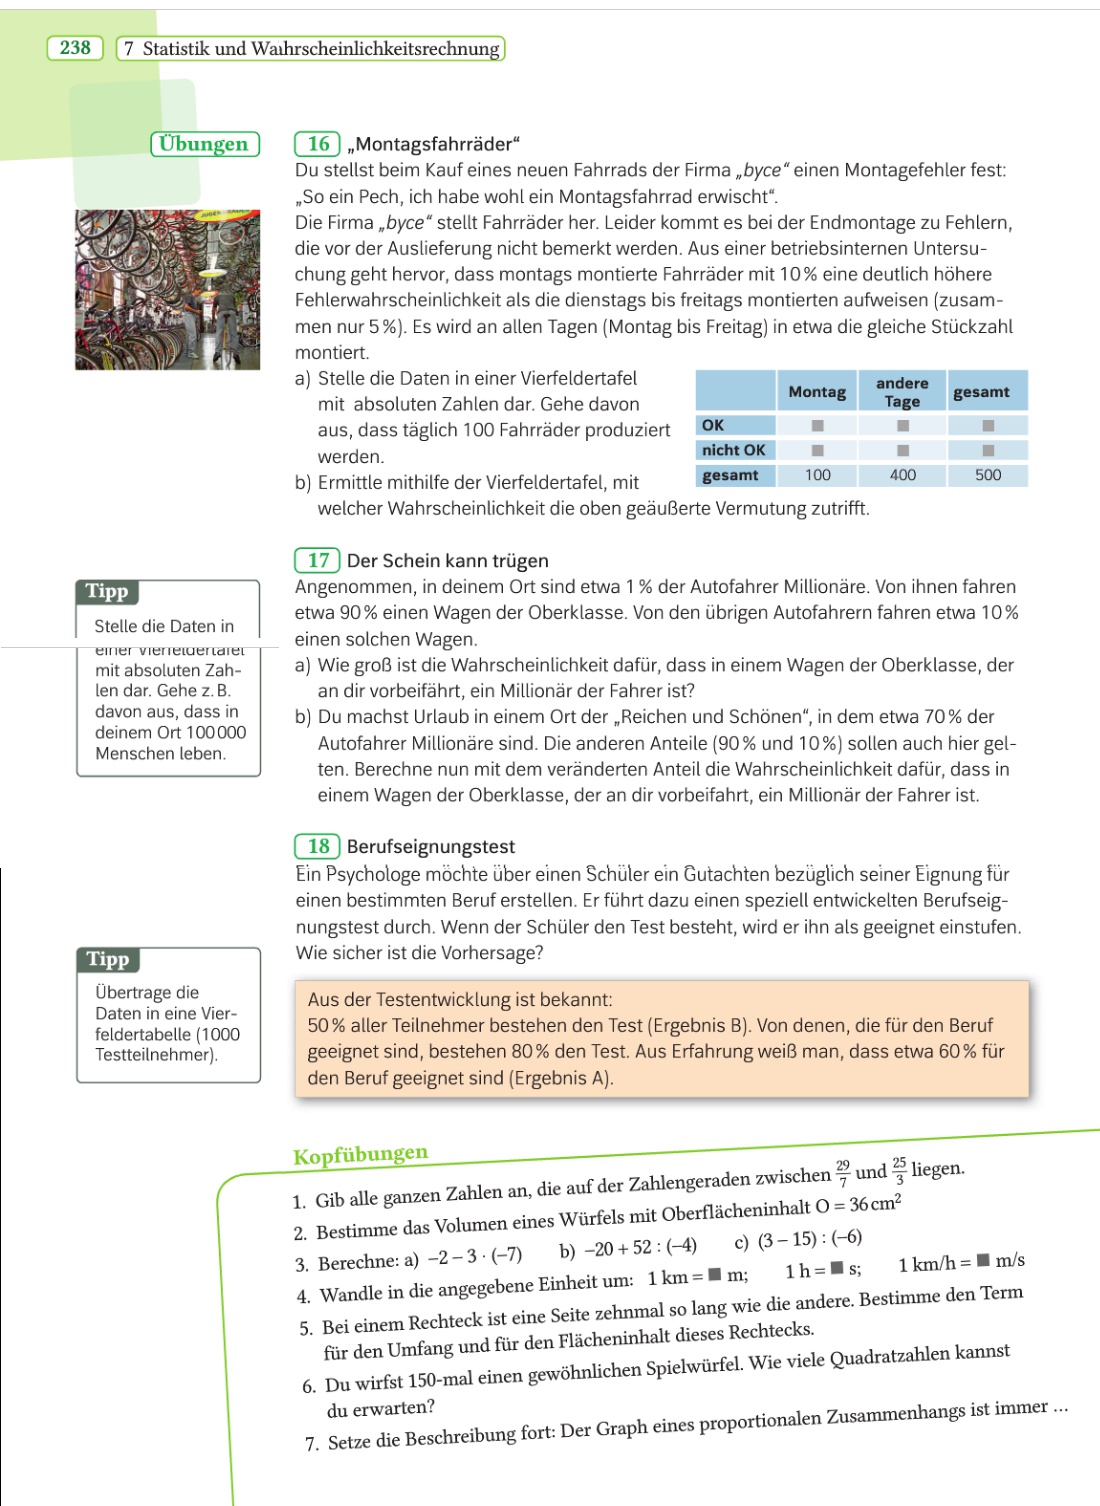 238
7 Statistik und Wahrscheinlichkeitsrechnung
Übungen
16 „Montagsfahrräder“
Du stellst beim Kauf eines neuen Fahrrads der Firma „byce“ einen Montagefehler fest:
„So ein Pech, ich habe wohl ein Montagsfahrrad erwischt“.
Die Firma „byce“ stellt Fahrräder her. Leider kommt es bei der Endmontage zu Fehlern,
die vor der Auslieferung nicht bemerkt werden. Aus einer betriebsinternen Untersu-
chung geht hervor, dass montags montierte Fahrräder mit 10 % eine deutlich höhere
Fehlerwahrscheinlichkeit als die dienstags bis freitags montierten aufweisen (zusam-
men nur 5 %). Es wird an allen Tagen (Montag bis Freitag) in etwa die gleiche Stückzahl
montiert.
a) Stelle die Daten in einer Vierfeldertafel
mit absoluten Zahlen dar. Gehe davon
aus, dass täglich 100 Fahrräder produziert
werden.
b) Ermittle mithilfe der Vierfeldertafel, mit
welcher Wahrscheinlichkeit die oben geäußerte Vermutung zutrifft.
Montag andere Tage gesamt
OK ■ ■ ■
nicht OK ■ ■ ■
gesamt 100 400 500
17 Der Schein kann trügen
Angenommen, in deinem Ort sind etwa 1 % der Autofahrer Millionäre. Von ihnen fahren
etwa 90 % einen Wagen der Oberklasse. Von den übrigen Autofahrern fahren etwa 10 %
einen solchen Wagen.
a) Wie groß ist die Wahrscheinlichkeit dafür, dass in einem Wagen der Oberklasse, der
an dir vorbeifährt, ein Millionär der Fahrer ist?
b) Du machst Urlaub in einem Ort der „Reichen und Schönen“, in dem etwa 70 % der
Autofahrer Millionäre sind. Die anderen Anteile (90 % und 10 %) sollen auch hier gel-
ten. Berechne nun mit dem veränderten Anteil die Wahrscheinlichkeit dafür, dass in
einem Wagen der Oberklasse, der an dir vorbeifahrt, ein Millionär der Fahrer ist.
Tipp
Stelle die Daten in
einer Vierfeldertafel
mit absoluten Zah-
len dar. Gehe z. B.
davon aus, dass in
deinem Ort 100 000
Menschen leben.
18 Berufseignungstest
Ein Psychologe möchte über einen Schüler ein Gutachten bezüglich seiner Eignung für
einen bestimmten Beruf erstellen. Er führt dazu einen speziell entwickelten Berufseig-
nungstest durch. Wenn der Schüler den Test besteht, wird er ihn als geeignet einstufen.
Wie sicher ist die Vorhersage?
Tipp
Übertrage die
Daten in eine Vier-
feldertabelle (1000
Testteilnehmer).
Aus der Testentwicklung ist bekannt:
50 % aller Teilnehmer bestehen den Test (Ergebnis B). Von denen, die für den Beruf
geeignet sind, bestehen 80 % den Test. Aus Erfahrung weiß man, dass etwa 60 % für
den Beruf geeignet sind (Ergebnis A).
Kopfübungen
1. Gib alle ganzen Zahlen an, die auf der Zahlengeraden zwischen 29/7 und 25/3 liegen.
2. Bestimme das Volumen eines Würfels mit Oberflächeninhalt O = 36 cm²
3. Berechne: a) −2 − 3 · (−7) b) −20 + 52 : (−4) c) (3 − 15) : (−6)
4. Wandle in die angegebene Einheit um: 1 km = ■ m; 1 h = ■ s; 1 km/h = ■ m/s
5. Bei einem Rechteck ist eine Seite zehnmal so lang wie die andere. Bestimme den Term
für den Umfang und für den Flächeninhalt dieses Rechtecks.
6. Du wirfst 150-mal einen gewöhnlichen Spielwürfel. Wie viele Quadratzahlen kannst
du erwarten?
7. Setze die Beschreibung fort: Der Graph eines proportionalen Zusammenhangs ist immer ...